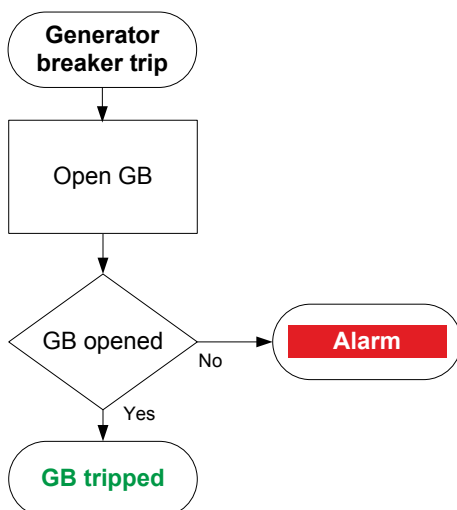 Generator
breaker trip
Open GB
GB opened
No
Alarm
Yes
GB tripped